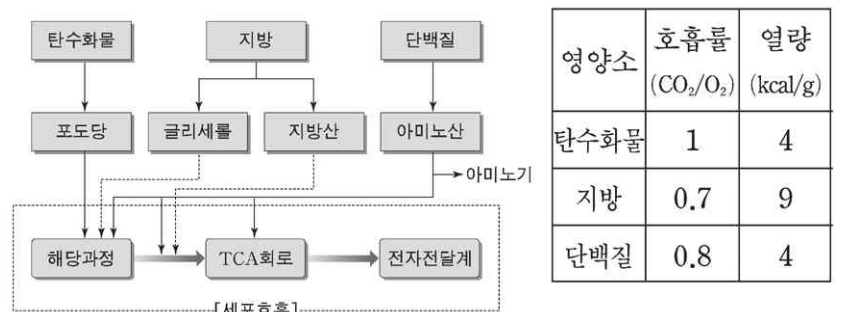 탄수화물 지방 단백질
포도당 글리세롤 지방산 아미노산
아미노기
해당과정 TCA회로 전자전달계
[세포호흡]
영양소 호흡률 (CO₂/O₂) 열량 (kcal/g)
탄수화물 1 4
지방 0.7 9
단백질 0.8 4